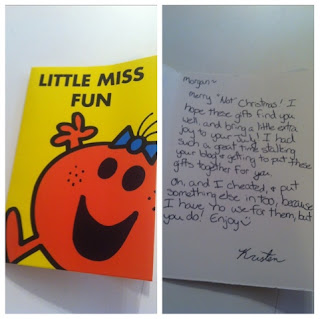 LITTLE MISS
FUN
Morgan~
Merry "Not" Christmas! I
hope these gifts find you
well, and bring a little extra
joy to your July! I had
such a great time stalking
your blog & getting to put these
gifts together for you.
Oh, and I cheated, & put
something else in too, because
I have no use for them, but
you do! Enjoy
Kristen